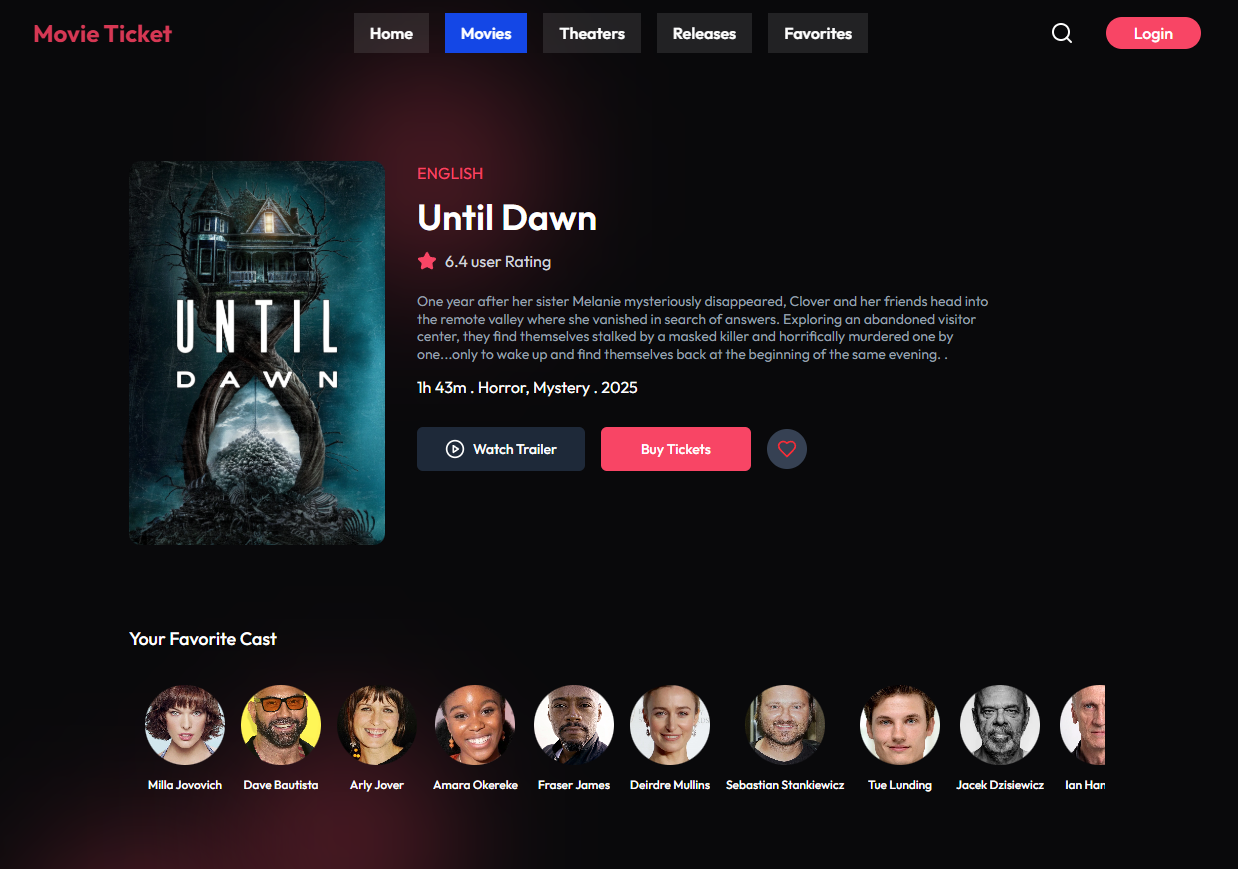 Movie Ticket
Home
Movies
Theaters
Releases
Favorites
Login
UNTIL
DAWN
ENGLISH
Until Dawn
6.4 user Rating
One year after her sister Melanie mysteriously disappeared, Clover and her friends head into
the remote valley where she vanished in search of answers. Exploring an abandoned visitor
center, they find themselves stalked by a masked killer and horrifically murdered one by
one...only to wake up and find themselves back at the beginning of the same evening. .
1h 43m . Horror, Mystery . 2025
Watch Trailer
Buy Tickets
Your Favorite Cast
Milla Jovovich
Dave Bautista
Arly Jover
Amara Okereke
Fraser James
Deirdre Mullins
Sebastian Stankiewicz
Tue Lunding
Jacek Dzisiewicz
Ian Han